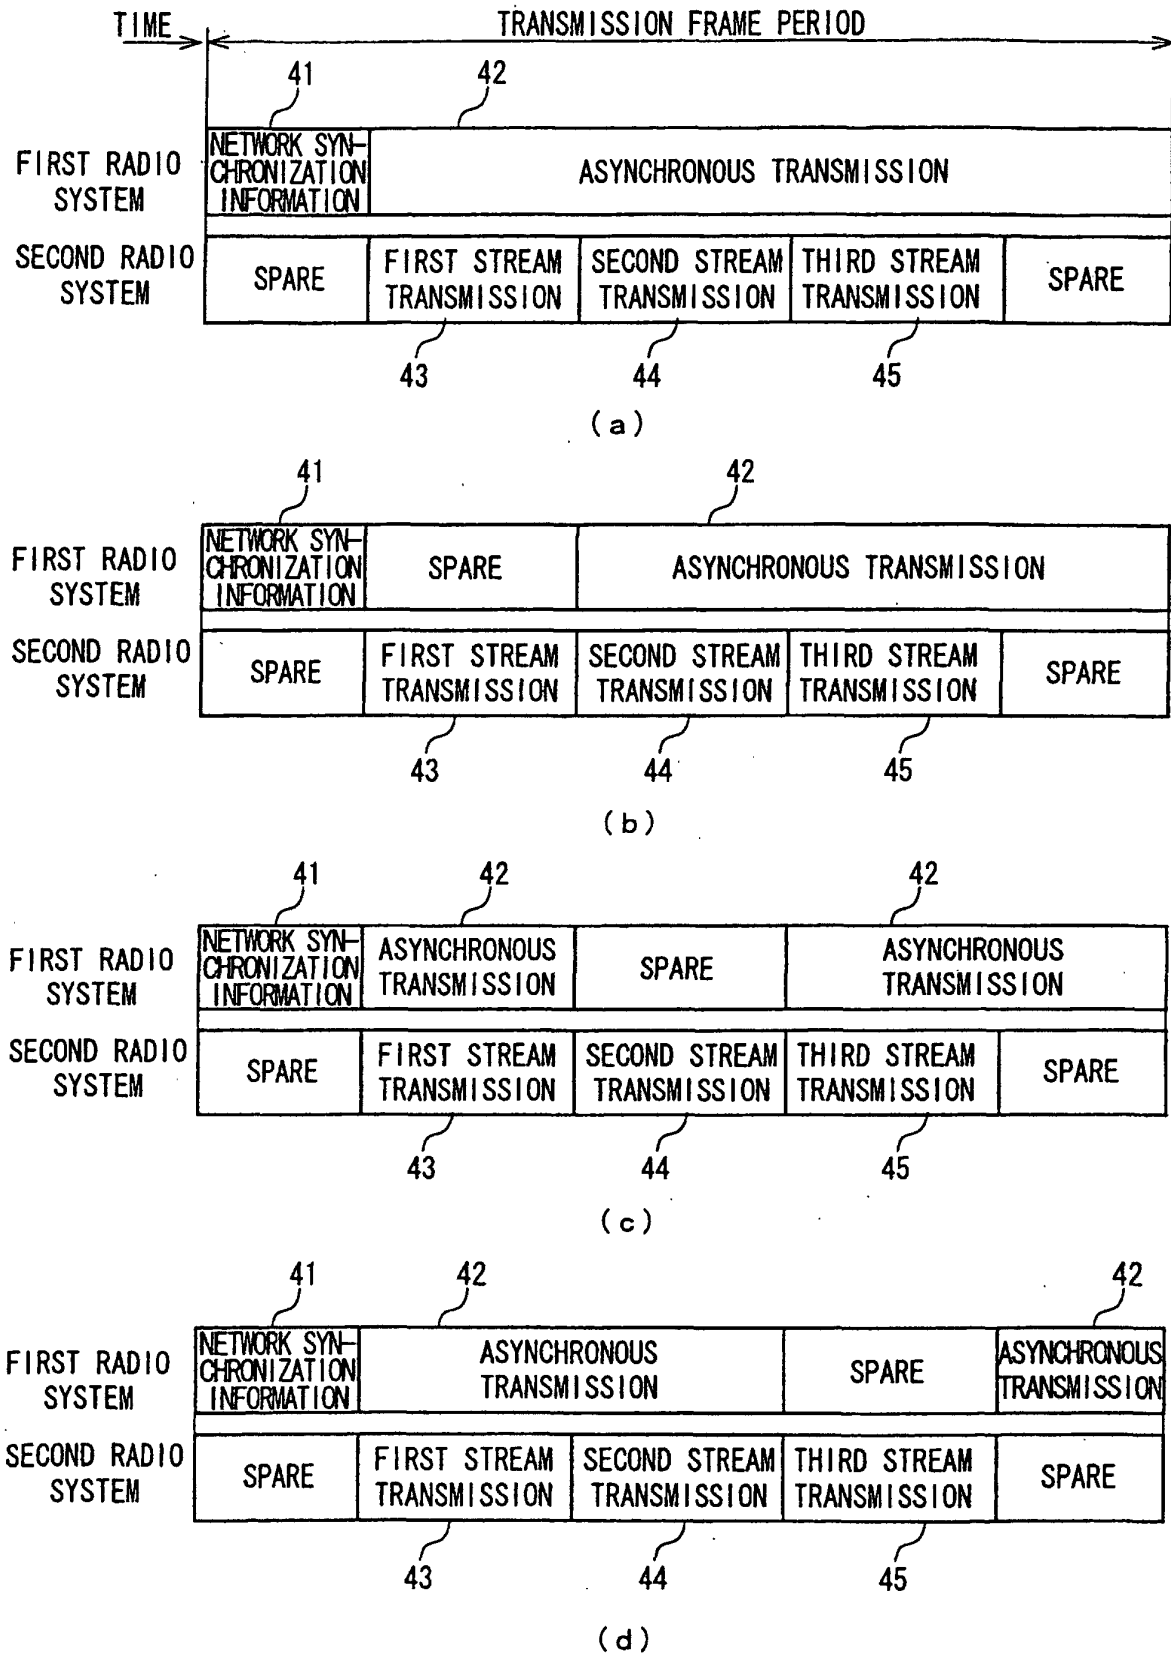 TIME
TRANSMISSION FRAME PERIOD
41
42
FIRST RADIO
SYSTEM
NETWORK SYN-
CHRONIZATION
INFORMATION
ASYNCHRONOUS TRANSMISSION
SECOND RADIO
SYSTEM
SPARE
FIRST STREAM
TRANSMISSION
SECOND STREAM
TRANSMISSION
THIRD STREAM
TRANSMISSION
SPARE
43
44
45
(a)
41
42
FIRST RADIO
SYSTEM
NETWORK SYN-
CHRONIZATION
INFORMATION
SPARE
ASYNCHRONOUS TRANSMISSION
SECOND RADIO
SYSTEM
SPARE
FIRST STREAM
TRANSMISSION
SECOND STREAM
TRANSMISSION
THIRD STREAM
TRANSMISSION
SPARE
43
44
45
(b)
41
42
42
FIRST RADIO
SYSTEM
NETWORK SYN-
CHRONIZATION
INFORMATION
ASYNCHRONOUS
TRANSMISSION
SPARE
ASYNCHRONOUS
TRANSMISSION
SECOND RADIO
SYSTEM
SPARE
FIRST STREAM
TRANSMISSION
SECOND STREAM
TRANSMISSION
THIRD STREAM
TRANSMISSION
SPARE
43
44
45
(c)
41
42
42
FIRST RADIO
SYSTEM
NETWORK SYN-
CHRONIZATION
INFORMATION
ASYNCHRONOUS
TRANSMISSION
SPARE
ASYNCHRONOUS
TRANSMISSION
SECOND RADIO
SYSTEM
SPARE
FIRST STREAM
TRANSMISSION
SECOND STREAM
TRANSMISSION
THIRD STREAM
TRANSMISSION
SPARE
43
44
45
(d)